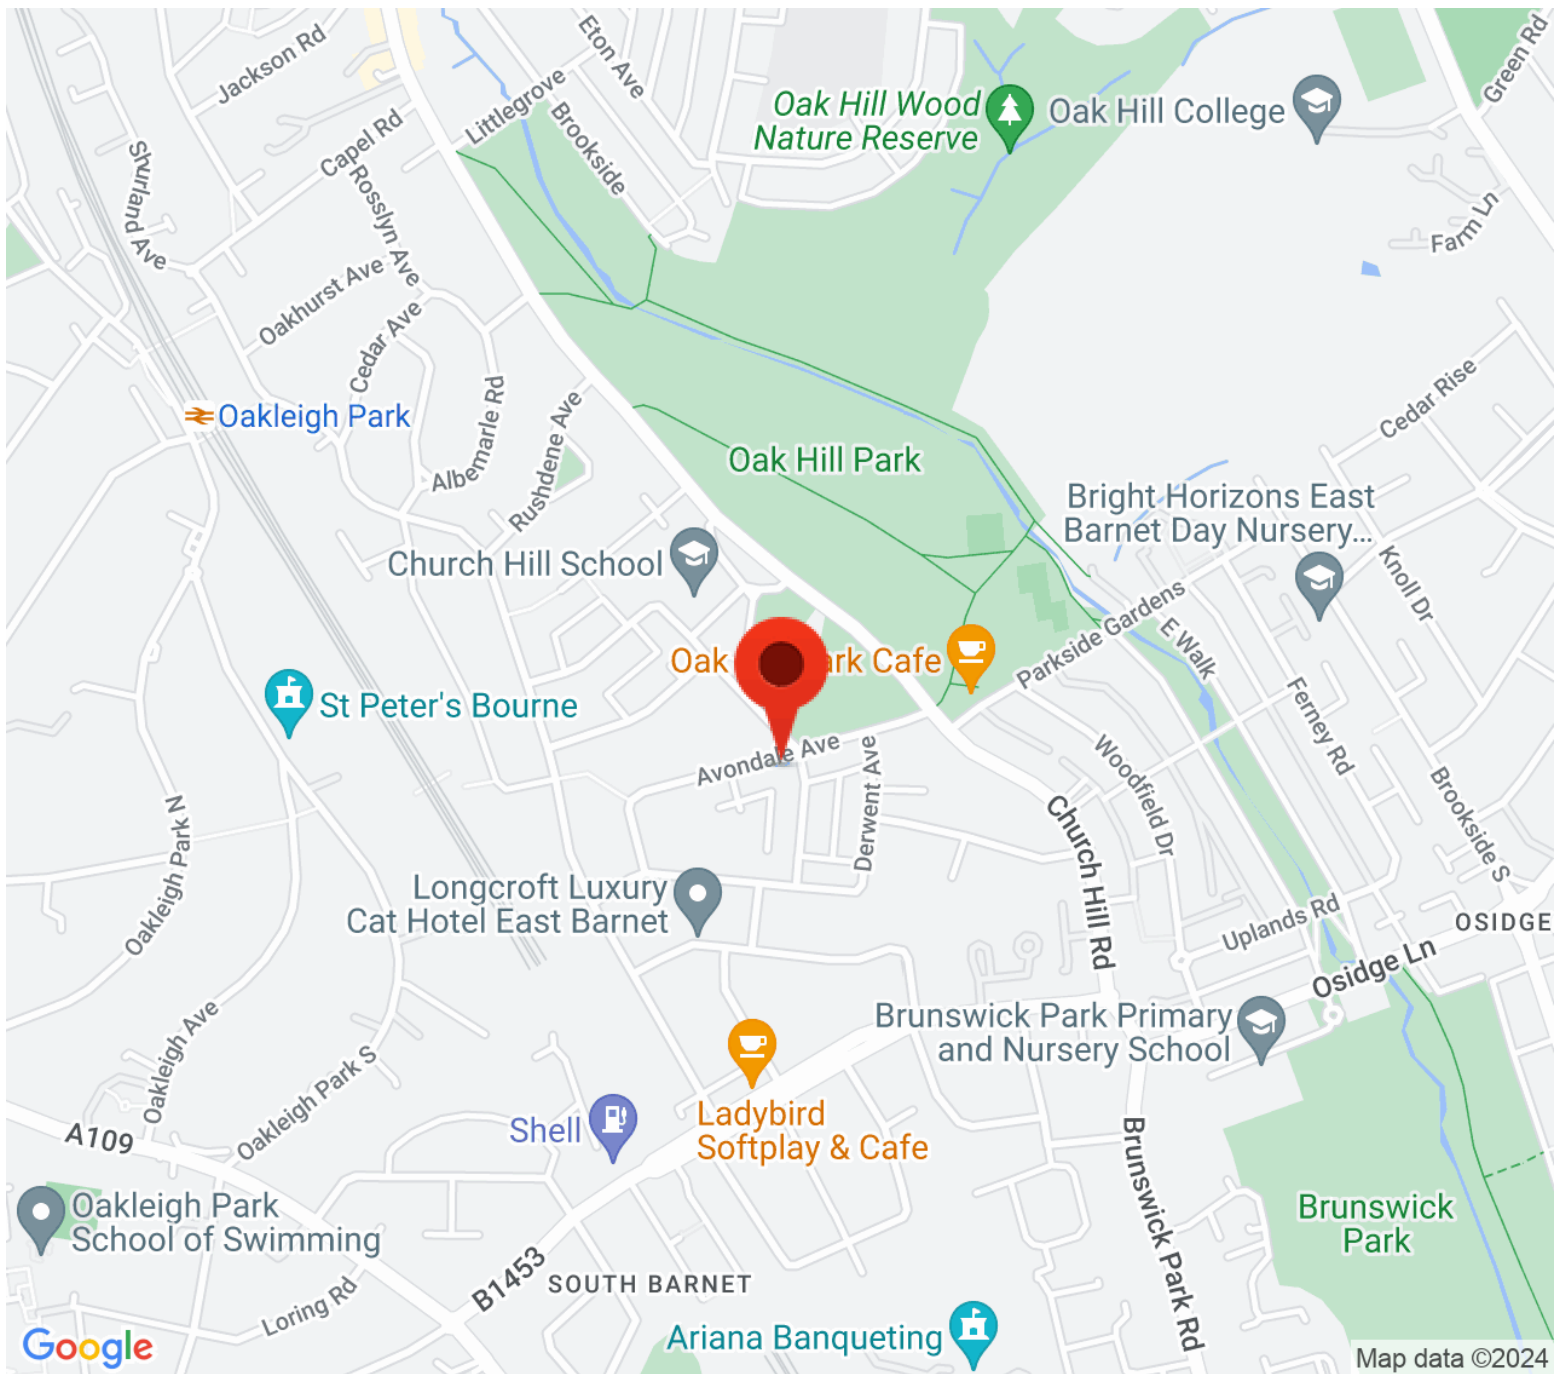 Jackson Rd
Eton Ave
Green Rd
Littlegrove
Brookside
Oak Hill Wood
Nature Reserve
Oak Hill College
Capel Rd
Shurland Ave
Rosslyn Ave
Farm Ln
Oakhurst Ave
Cedar Ave
Cedar Rise
Oakleigh Park
Albemarle Rd
Rushdene Ave
Oak Hill Park
Bright Horizons East
Barnet Day Nursery...
Church Hill School
Knoll Dr
Parkside Gardens
E Walk
Oak
ark Cafe
St Peter's Bourne
Ferney Rd
Avondale Ave
Derwent Ave
Woodfield Dr
Brookside S
Church Hill Rd
Oakleigh Park N
Longcroft Luxury
Cat Hotel East Barnet
Uplands Rd
OSIDGE
Osidge Ln
Brunswick Park Primary
and Nursery School
Oakleigh Ave
Oakleigh Park S
A109
Shell
Ladybird
Softplay & Cafe
Brunswick Park Rd
Oakleigh Park
School of Swimming
Brunswick
Park
B1453
SOUTH BARNET
Loring Rd
Ariana Banqueting
Google
Map data ©2024